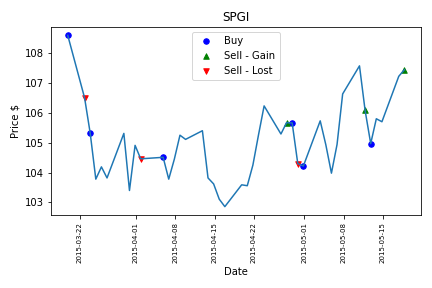 SPGI
Buy
Sell - Gain
Sell - Lost
Price $
108
107
106
105
104
103
2015-03-22
2015-04-01
2015-04-08
2015-04-15
2015-04-22
2015-05-01
2015-05-08
2015-05-15
Date